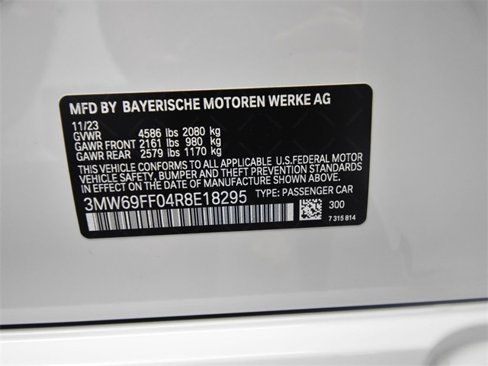 MFD BY BAYERISCHE MOTOREN WERKE AG
11/23
GVWR 4586 lbs 2080 kg
GAWR FRONT 2161 lbs 980 kg
GAWR REAR 2579 lbs 1170 kg
THIS VEHICLE CONFORMS TO ALL APPLICABLE U.S.FEDERAL MOTOR
VEHICLE SAFETY, BUMPER, AND THEFT PREVENTION STANDARDS
IN EFFECT ON THE DATE OF MANUFACTURE SHOWN ABOVE.
3MW69FF04R8E18295 TYPE: PASSENGER CAR
300
7 315 814